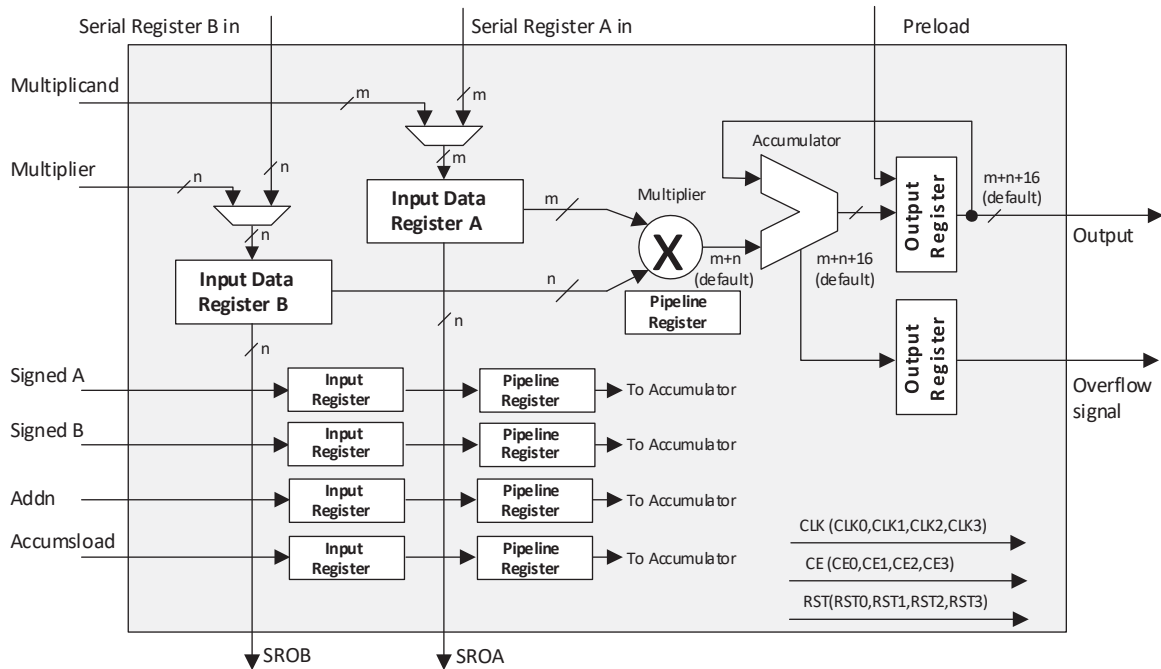 Serial Register B in
Serial Register A in
Preload
Multiplicand
m
m
Accumulator
Multiplier
n
n
m
Input Data
Register A
m
Multiplier
X
Output
Register
m+n+16
(default)
Output
n
Input Data
Register B
n
m+n
(default)
m+n+16
(default)
Pipeline
Register
n
n
Output
Register
Overflow
signal
Signed A
Input
Register
Pipeline
Register
To Accumulator
Signed B
Input
Register
Pipeline
Register
To Accumulator
Addn
Input
Register
Pipeline
Register
To Accumulator
Accumsload
Input
Register
Pipeline
Register
To Accumulator
CLK (CLK0,CLK1,CLK2,CLK3)
CE (CE0,CE1,CE2,CE3)
RST(RST0,RST1,RST2,RST3)
SROB
SROA